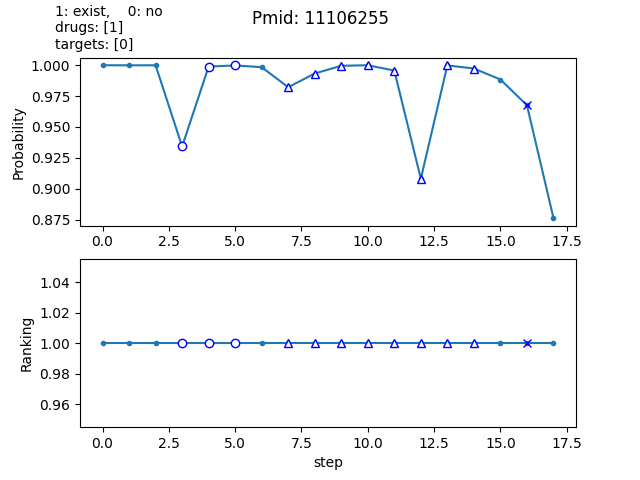 1: exist,    0: no
Pmid: 11106255
drugs: [1]
targets: [0]
1.000
0.975
0.950
0.925
0.900
0.875
Probability
0.0 2.5 5.0 7.5 10.0 12.5 15.0 17.5
1.04
1.02
1.00
0.98
0.96
Ranking
0.0 2.5 5.0 7.5 10.0 12.5 15.0 17.5
step